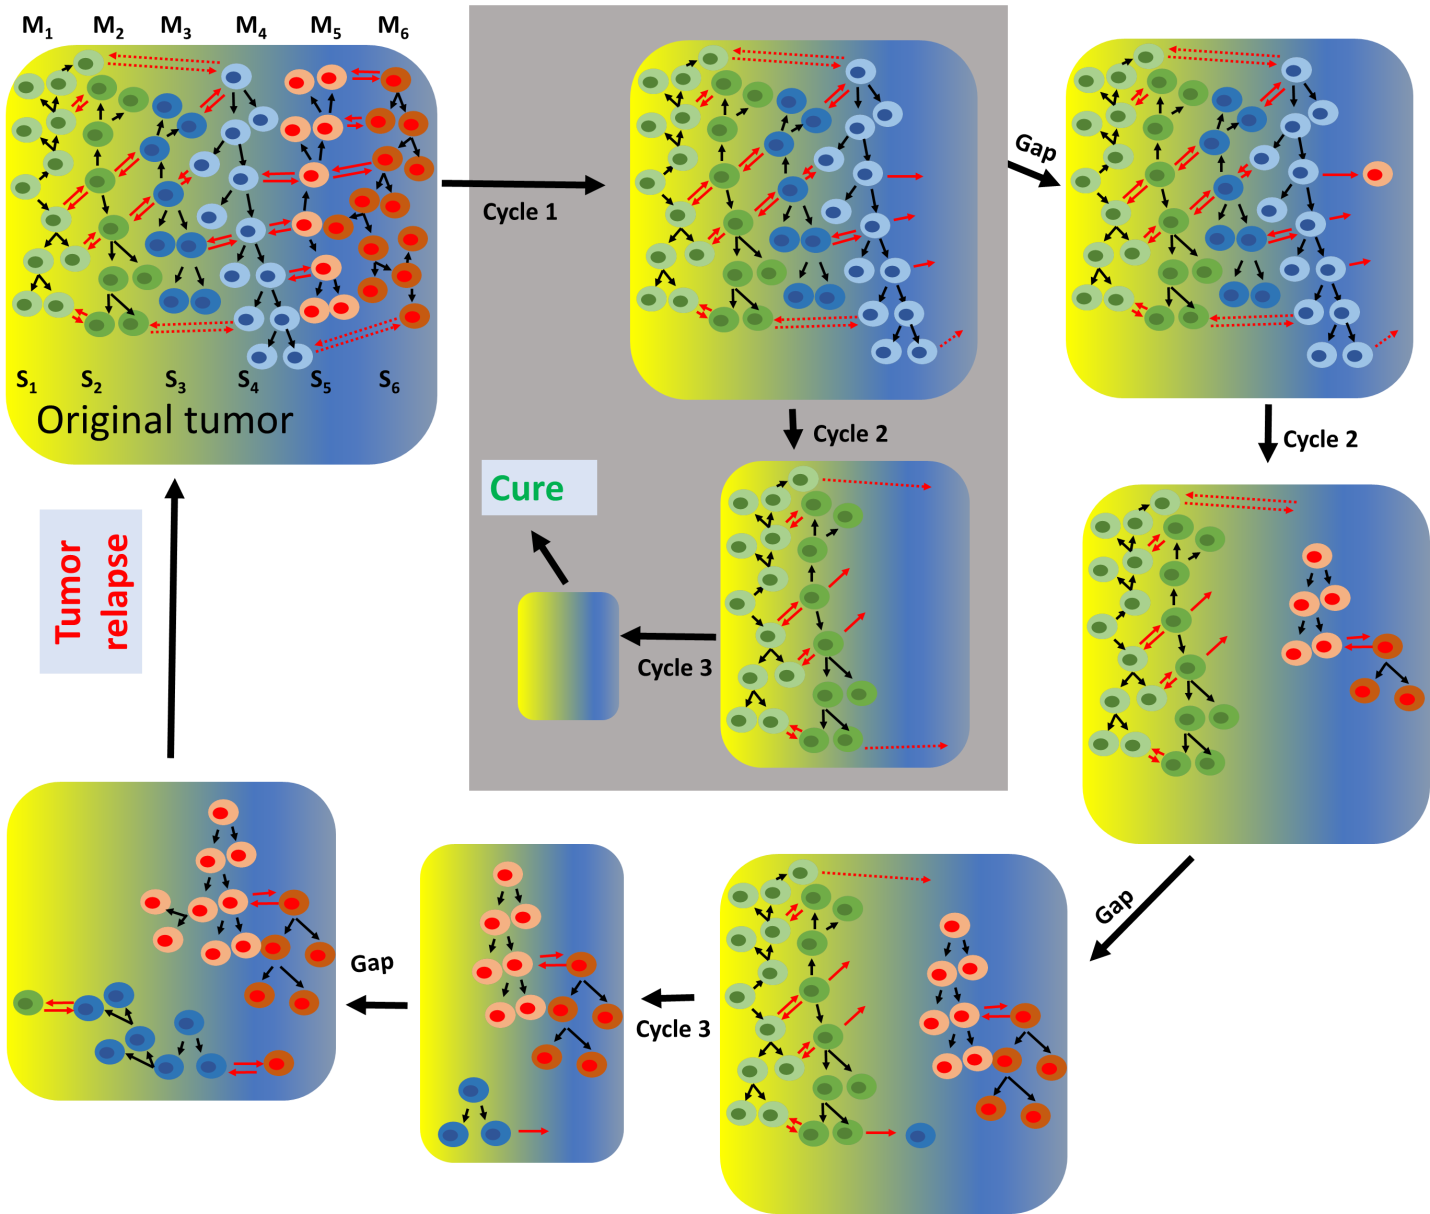 M₁ M₂ M₃ M₄ M₅ M₆
S₁ S₂ S₃ S₄ S₅ S₆
Original tumor
Cycle 1
Gap
Cycle 2
Cycle 2
Cure
Cycle 3
Tumor
relapse
Gap
Cycle 3
Gap